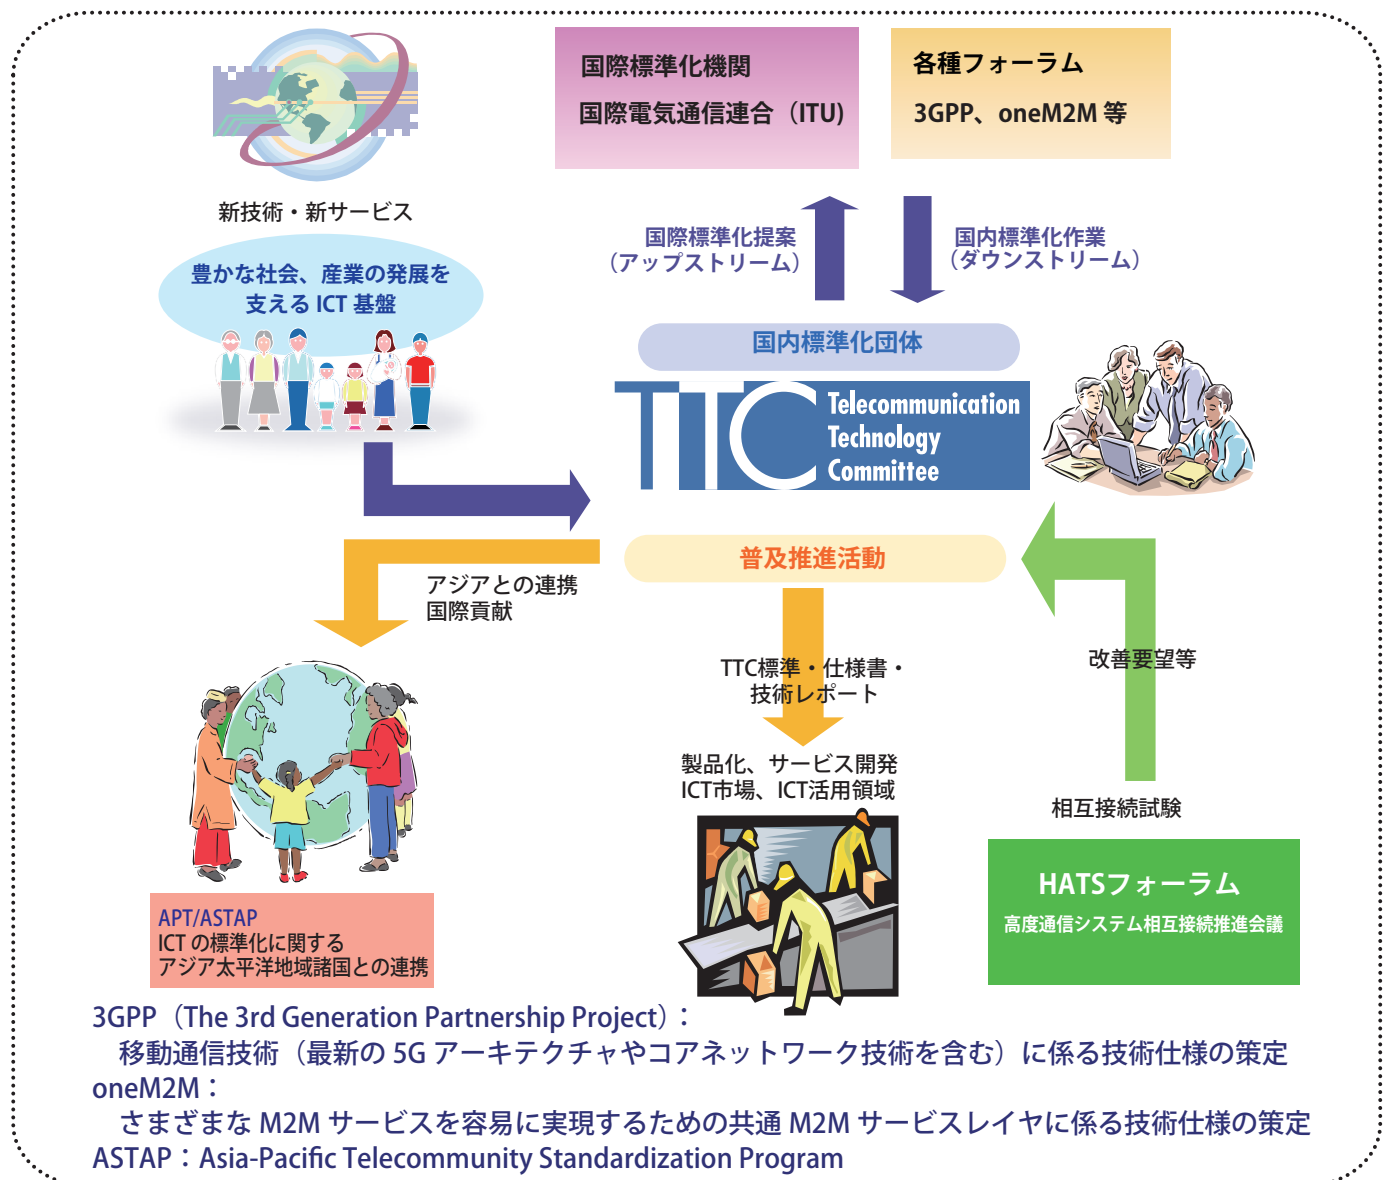 国際標準化機関
国際電気通信連合（ITU)
各種フォーラム
3GPP、oneM2M 等
新技術・新サービス
豊かな社会、産業の発展を
支える ICT 基盤
国際標準化提案
（アップストリーム）
国内標準化作業
（ダウンストリーム）
国内標準化団体
TTC
Telecommunication
Technology
Committee
普及推進活動
アジアとの連携
国際貢献
TTC標準・仕様書・
技術レポート
改善要望等
製品化、サービス開発
ICT市場、ICT活用領域
相互接続試験
HATSフォーラム
高度通信システム相互接続推進会議
APT/ASTAP
ICT の標準化に関する
アジア太平洋地域諸国との連携
3GPP（The 3rd Generation Partnership Project）：
移動通信技術（最新の 5G アーキテクチャやコアネットワーク技術を含む）に係る技術仕様の策定
oneM2M：
さまざまな M2M サービスを容易に実現するための共通 M2M サービスレイヤに係る技術仕様の策定
ASTAP：Asia-Pacific Telecommunity Standardization Program